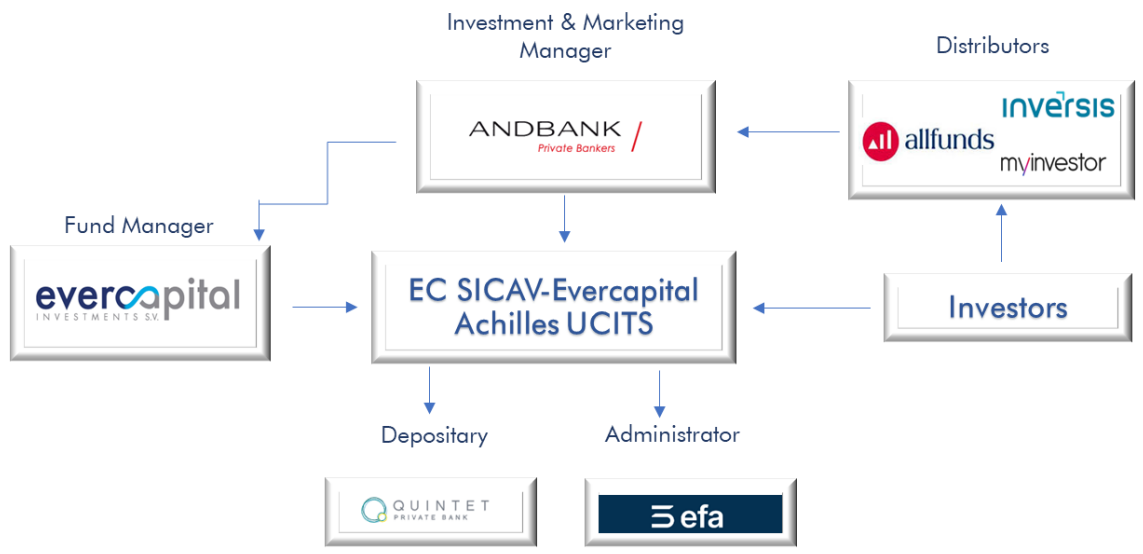 Investment & Marketing
Manager
Distributors
ANDBANK
Private Bankers
inversis
allfunds
myinvestor
Fund Manager
evercapital
INVESTMENTS S.V.
EC SICAV-Evercapital
Achilles UCITS
Investors
Depositary
Administrator
QUINTET
PRIVATE BANK
efa